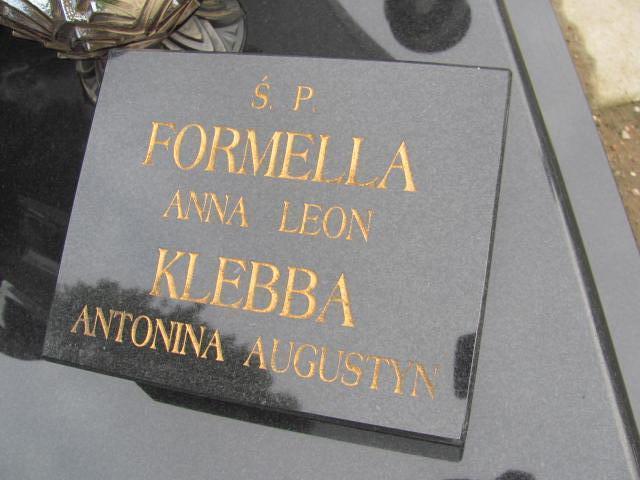 Ś. P.
FORMELLA
ANNA LEON
KLEBBA
ANTONINA AUGUSTYN